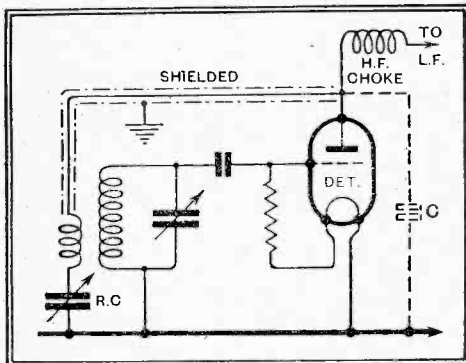 TO
H.F. L.F.
CHOKE
SHIELDED
DET.
C
R.C